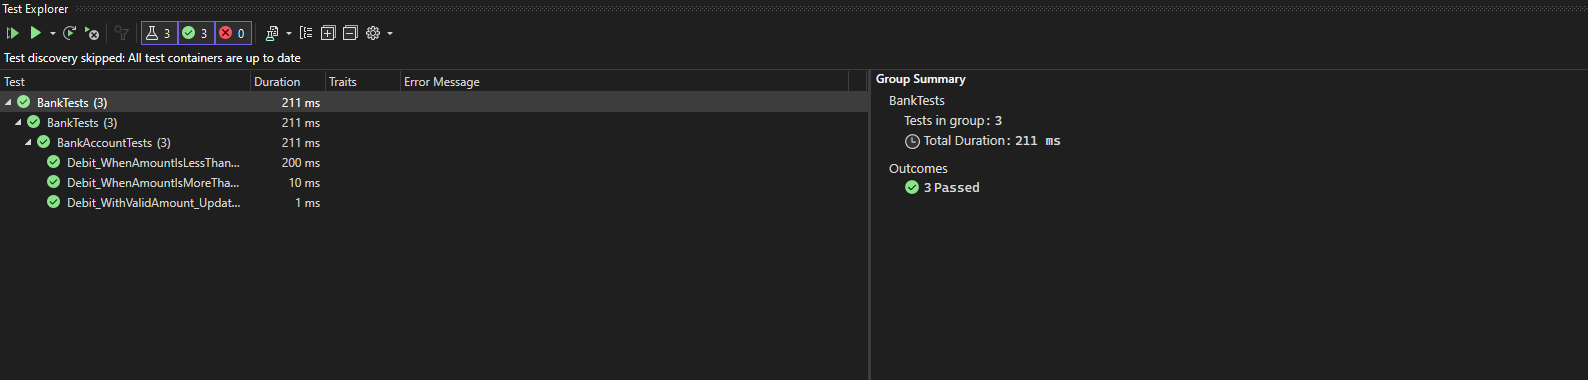 Test Explorer
3 3 0
Test discovery skipped: All test containers are up to date
Test Duration Traits Error Message
BankTests (3) 211 ms
BankTests (3) 211 ms
BankAccountTests (3) 211 ms
Debit_WhenAmountIsLessThan... 200 ms
Debit_WhenAmountIsMoreTha... 10 ms
Debit_WithValidAmount_Updat... 1 ms
Group Summary
BankTests
Tests in group: 3
Total Duration: 211 ms
Outcomes
3 Passed